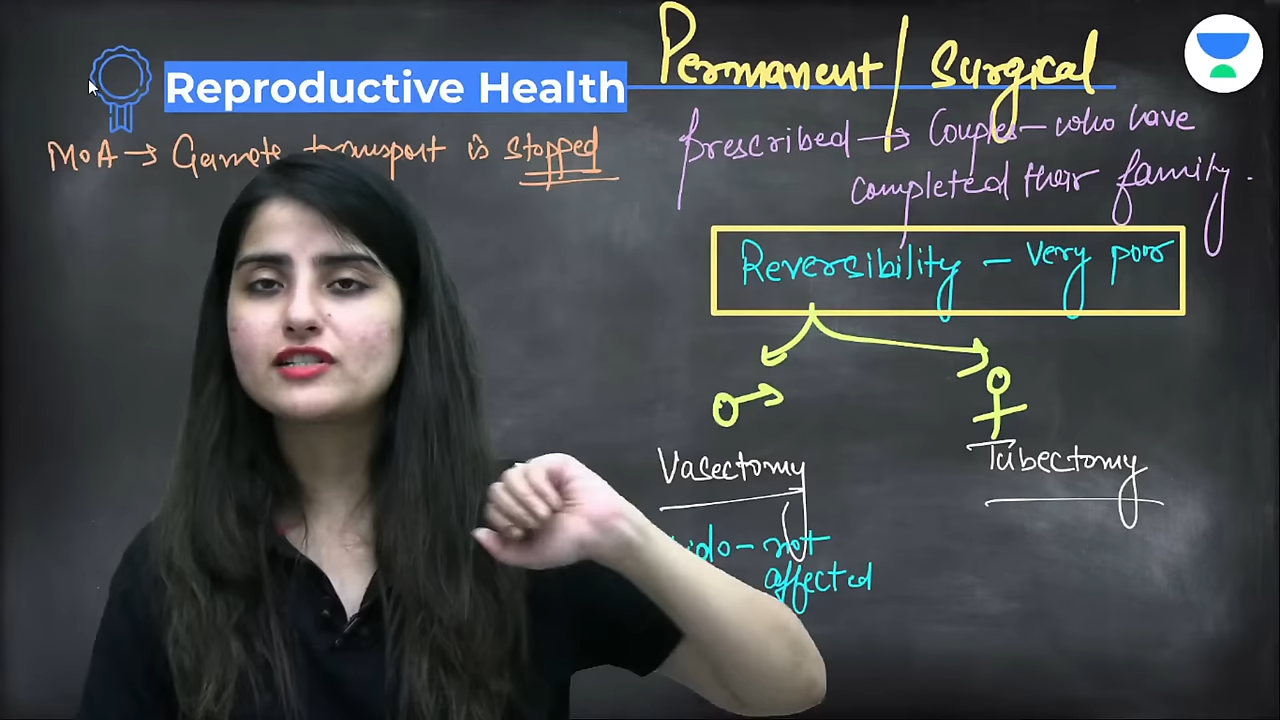 Reproductive Health
Permanent / Surgical
MoA → Gamete transport is stopped
Prescribed → Couples - who have
completed their family.
Reversibility - Very poor
Vasectomy
Tubectomy
not
affected